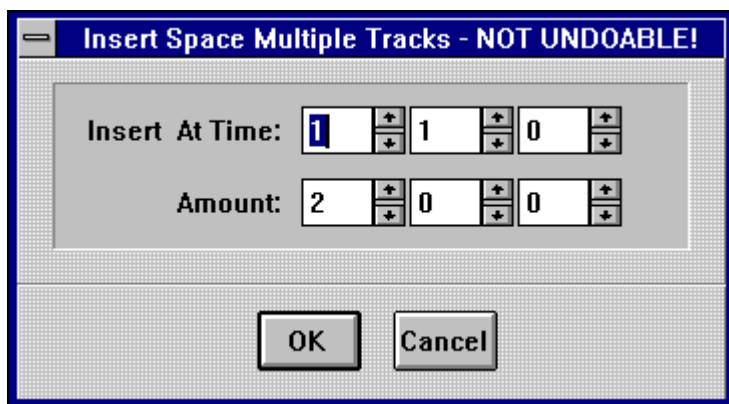 Insert Space Multiple Tracks - NOT UNDOABLE!
Insert At Time: 1 1 0
Amount: 2 0 0
OK Cancel